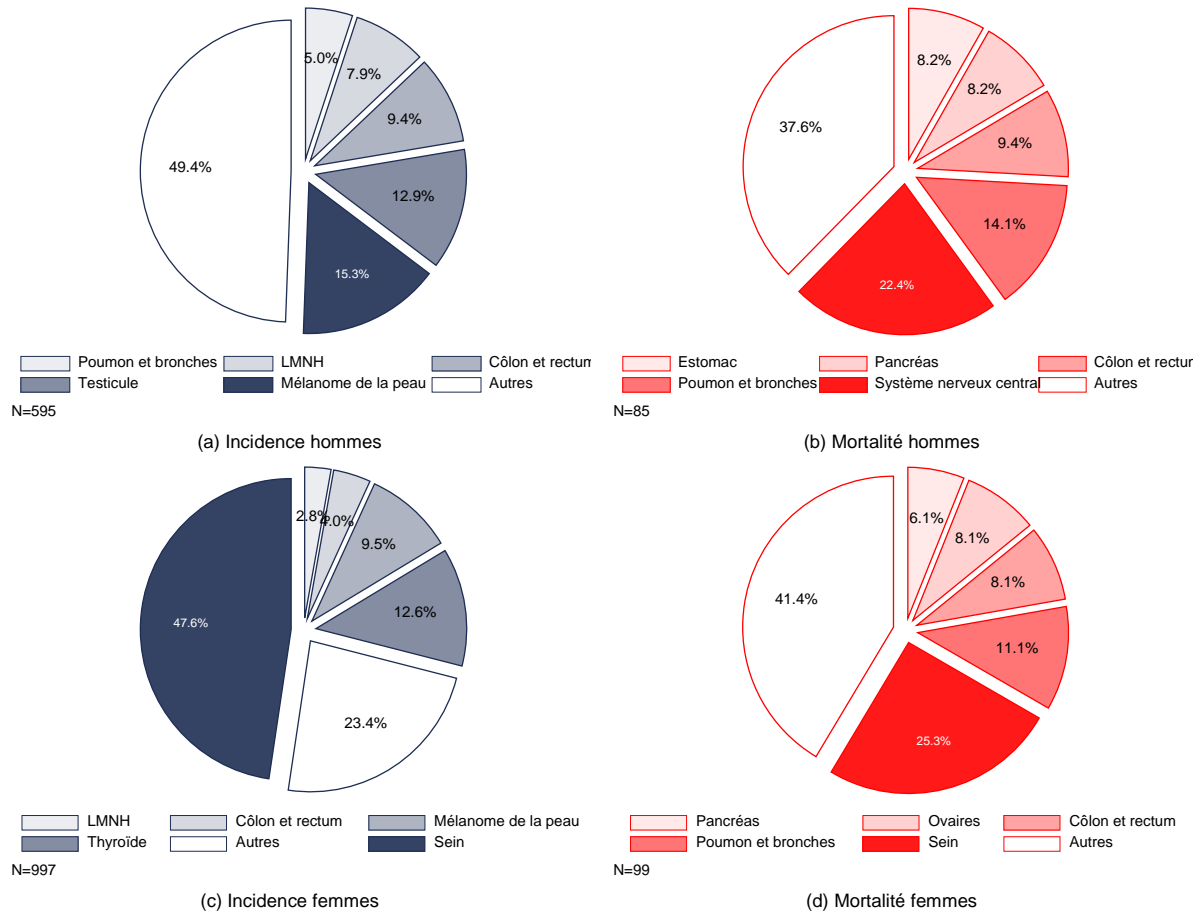 5.0%
7.9%
9.4%
12.9%
15.3%
49.4%
Poumon et bronches LMNH Côlon et rectum
Testicule Mélanome de la peau Autres
N=595
(a) Incidence hommes
8.2%
8.2%
9.4%
14.1%
22.4%
37.6%
Estomac Pancréas Côlon et rectum
Poumon et bronches Système nerveux central Autres
N=85
(b) Mortalité hommes
2.8%
4.0%
9.5%
12.6%
23.4%
47.6%
LMNH Côlon et rectum Mélanome de la peau
Thyroïde Autres Sein
N=997
(c) Incidence femmes
6.1%
8.1%
8.1%
11.1%
25.3%
41.4%
Pancréas Ovaires Côlon et rectum
Poumon et bronches Sein Autres
N=99
(d) Mortalité femmes